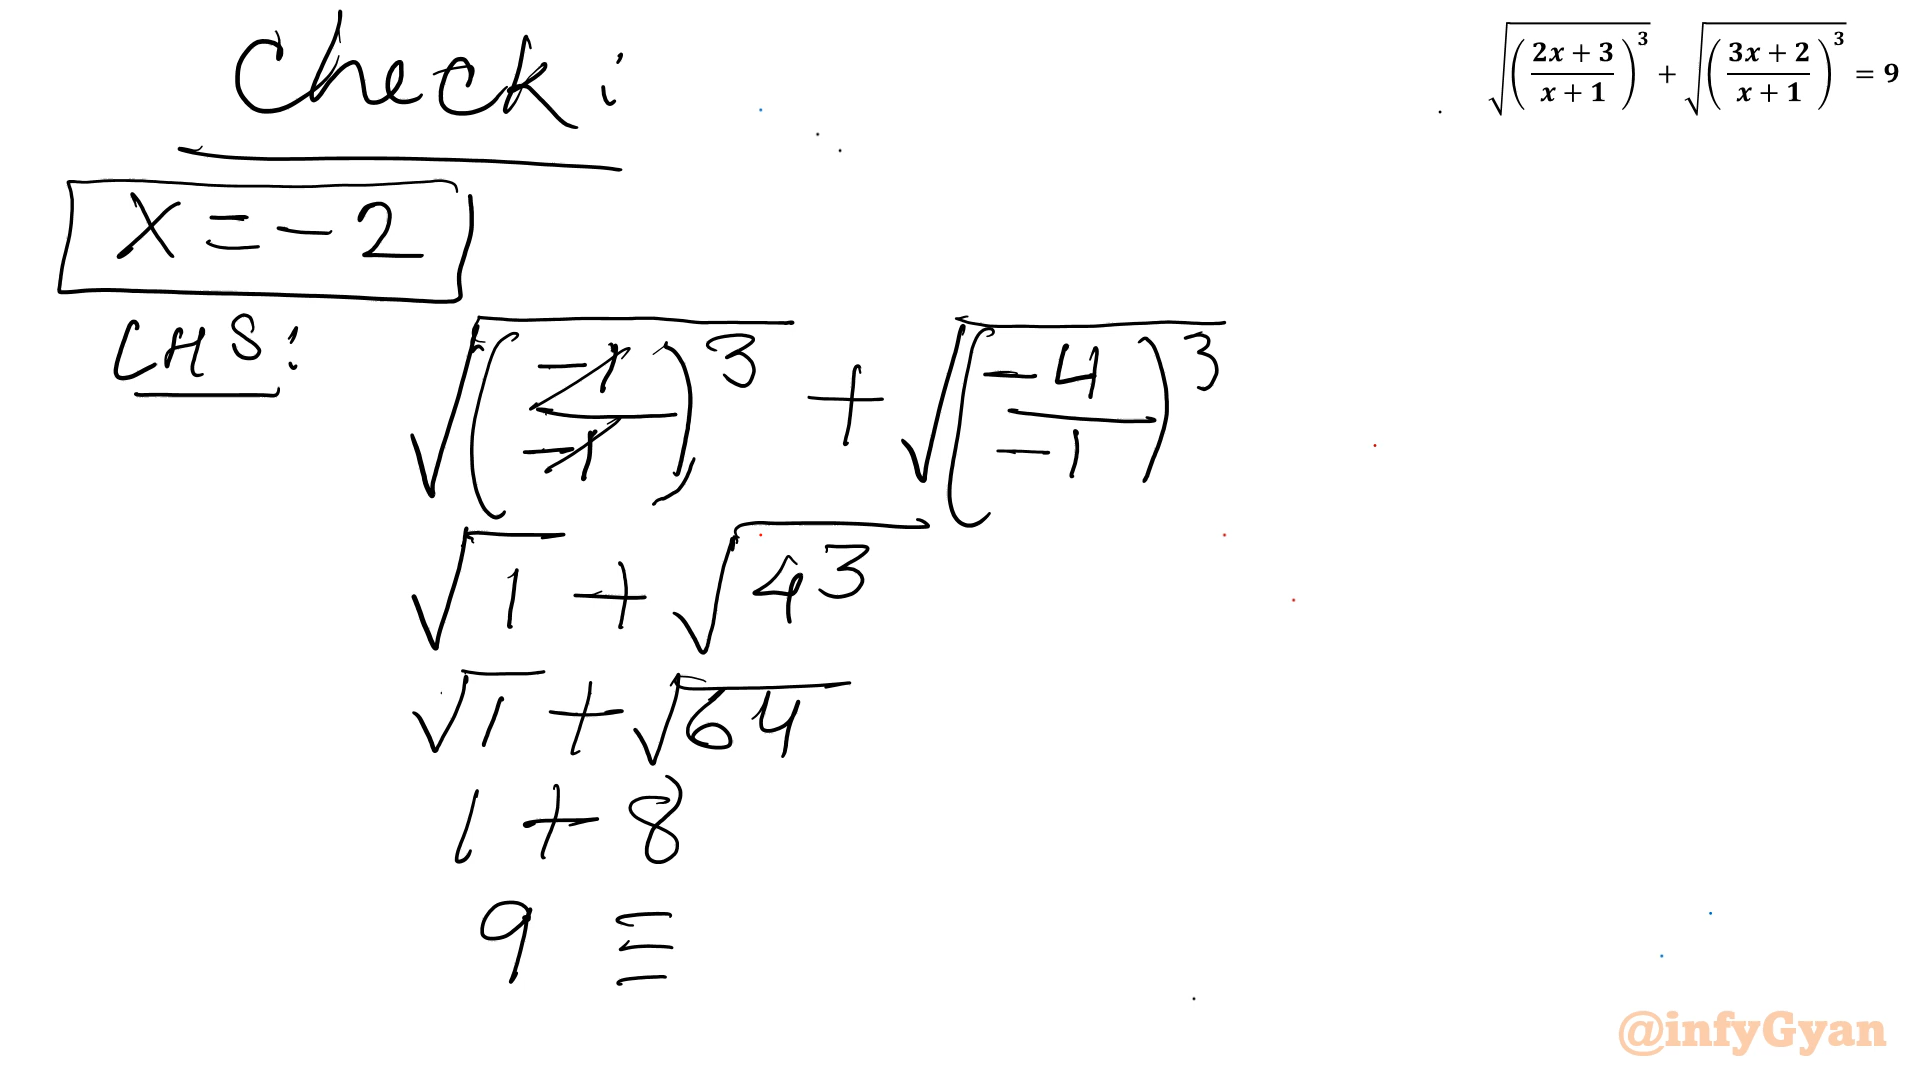 Check:
√((2x + 3)/(x + 1))³ + √((3x + 2)/(x + 1))³ = 9
x = -2
LHS: √((-1)/(-1))³ + √((-4)/(-1))³
√1 + √4³
√1 + √64
1 + 8
9 ≡
@infyGyan